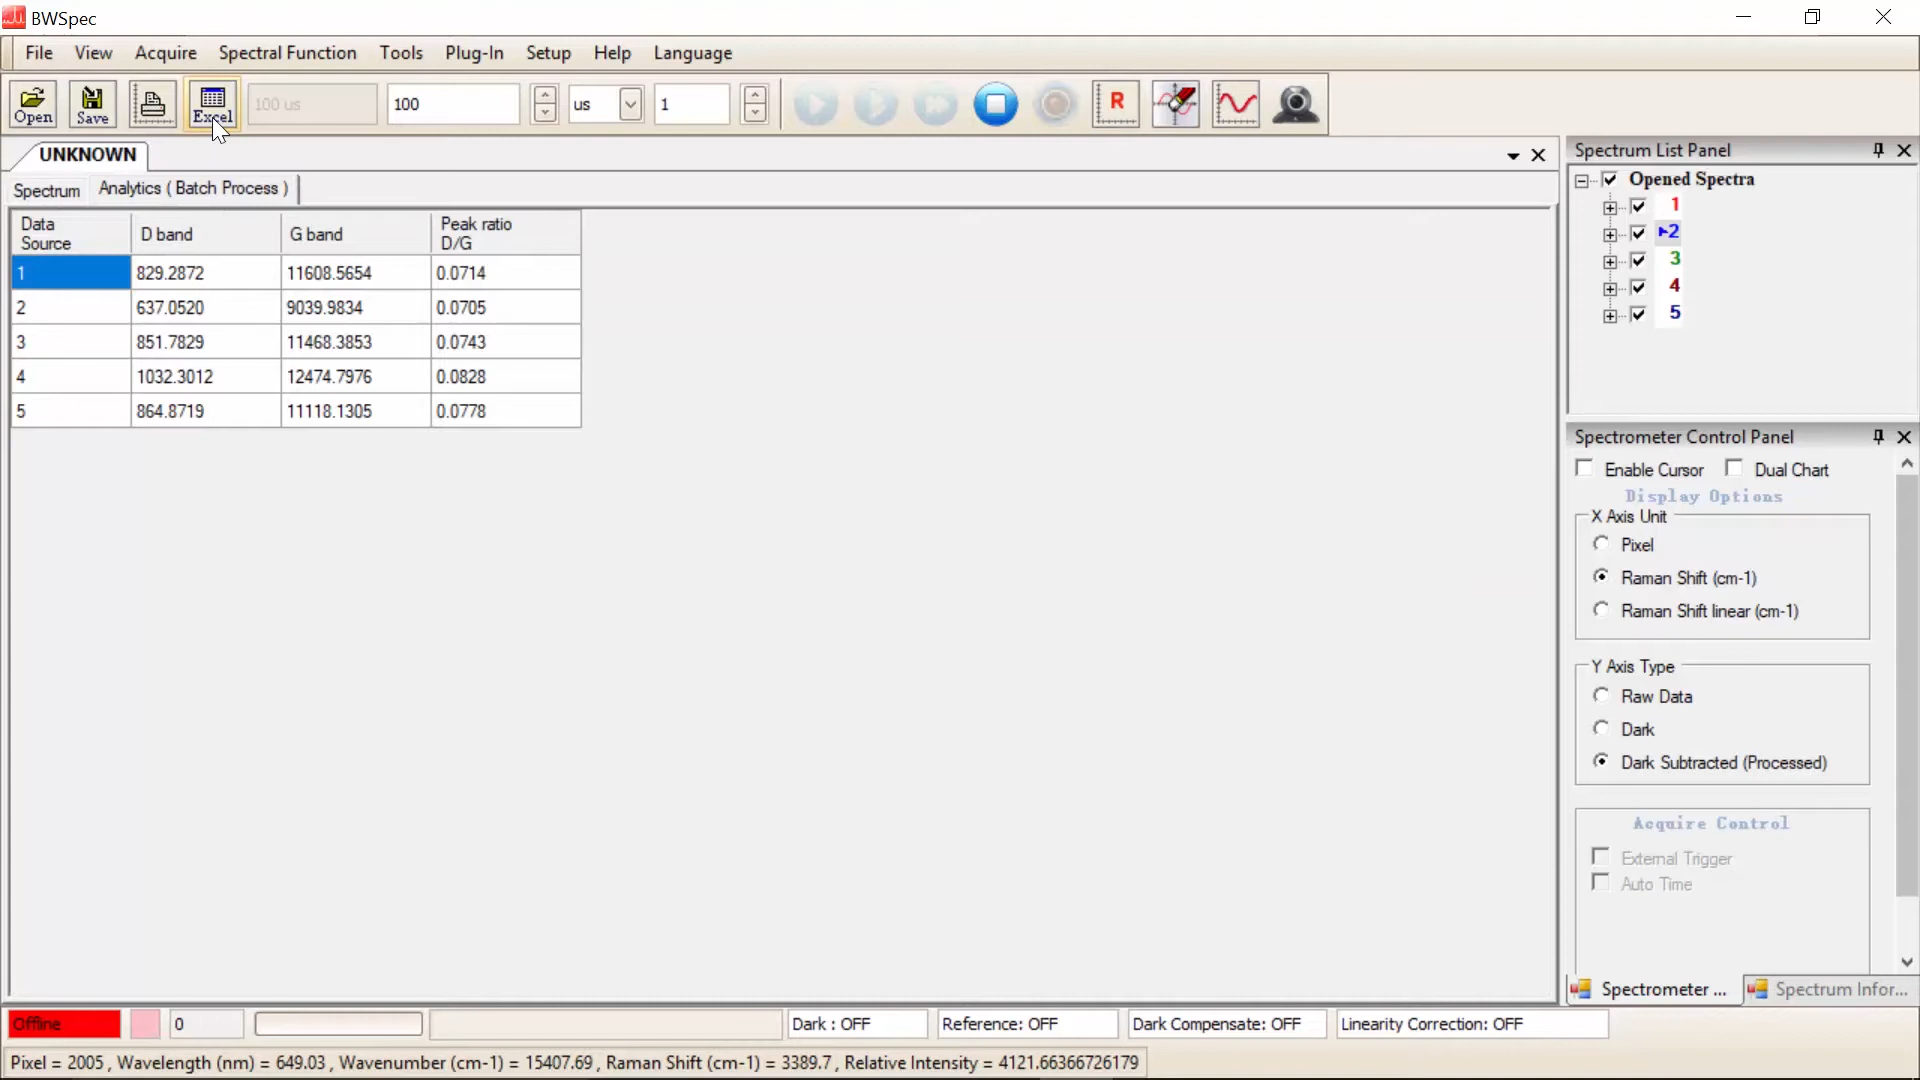 BWSpec
File View Acquire Spectral Function Tools Plug-In Setup Help Language
Open Save Excel 100 us 100 us 1 R
UNKNOWN
Spectrum Analytics ( Batch Process )
Data Source D band G band Peak ratio D/G
1 829.2872 11608.5654 0.0714
2 637.0520 9039.9834 0.0705
3 851.7829 11468.3853 0.0743
4 1032.3012 12474.7976 0.0828
5 864.8719 11118.1305 0.0778
Spectrum List Panel
Opened Spectra
1
2
3
4
5
Spectrometer Control Panel
Enable Cursor Dual Chart
Display Options
X Axis Unit
Pixel
Raman Shift (cm-1)
Raman Shift linear (cm-1)
Y Axis Type
Raw Data
Dark
Dark Subtracted (Processed)
Acquire Control
External Trigger
Auto Time
Spectrometer ... Spectrum Infor...
Offline 0 Dark : OFF Reference: OFF Dark Compensate: OFF Linearity Correction: OFF
Pixel = 2005 , Wavelength (nm) = 649.03 , Wavenumber (cm-1) = 15407.69 , Raman Shift (cm-1) = 3389.7 , Relative Intensity = 4121.66366726179